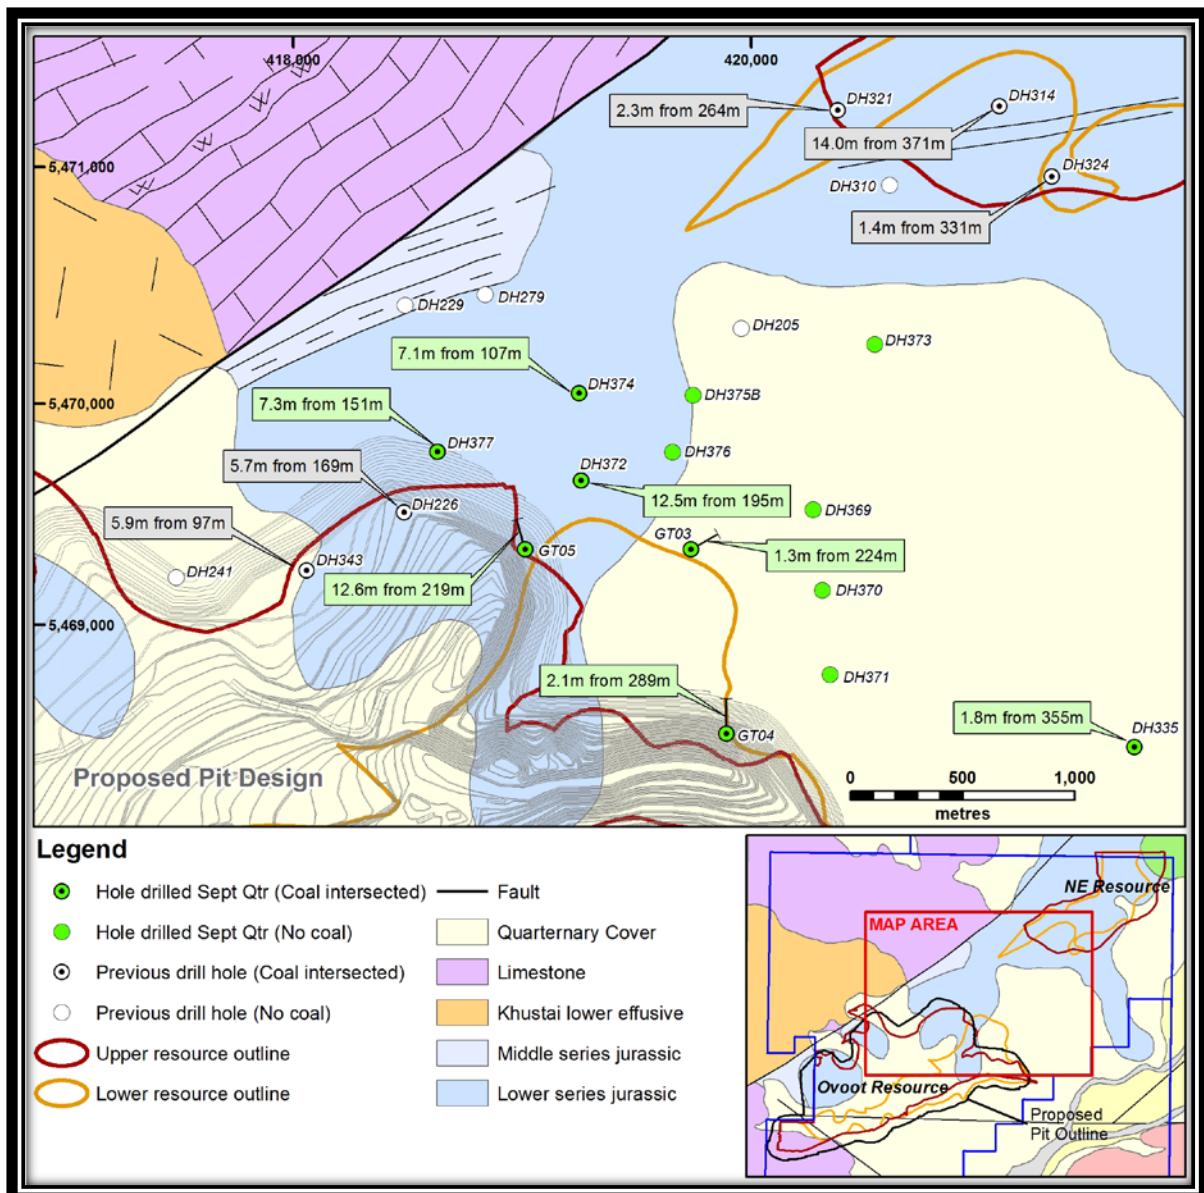 418,000
420,000
DH321
DH314
2.3m from 264m
14.0m from 371m
5,471,000
DH324
DH310
1.4m from 331m
DH279
DH229
DH205
DH373
7.1m from 107m
DH374
DH375B
5,470,000
7.3m from 151m
DH377
DH376
5.7m from 169m
DH372
12.5m from 195m
DH226
5.9m from 97m
DH369
GT03
GT05
1.3m from 224m
DH343
DH241
12.6m from 219m
DH370
5,469,000
2.1m from 289m
DH371
1.8m from 355m
DH335
GT04
Proposed Pit Design
0 500 1,000
metres
Legend
Hole drilled Sept Qtr (Coal intersected)
Hole drilled Sept Qtr (No coal)
Previous drill hole (Coal intersected)
Previous drill hole (No coal)
Upper resource outline
Lower resource outline
Fault
Quarternary Cover
Limestone
Khustai lower effusive
Middle series jurassic
Lower series jurassic
NE Resource
MAP AREA
Ovoot Resource
Proposed
Pit Outline